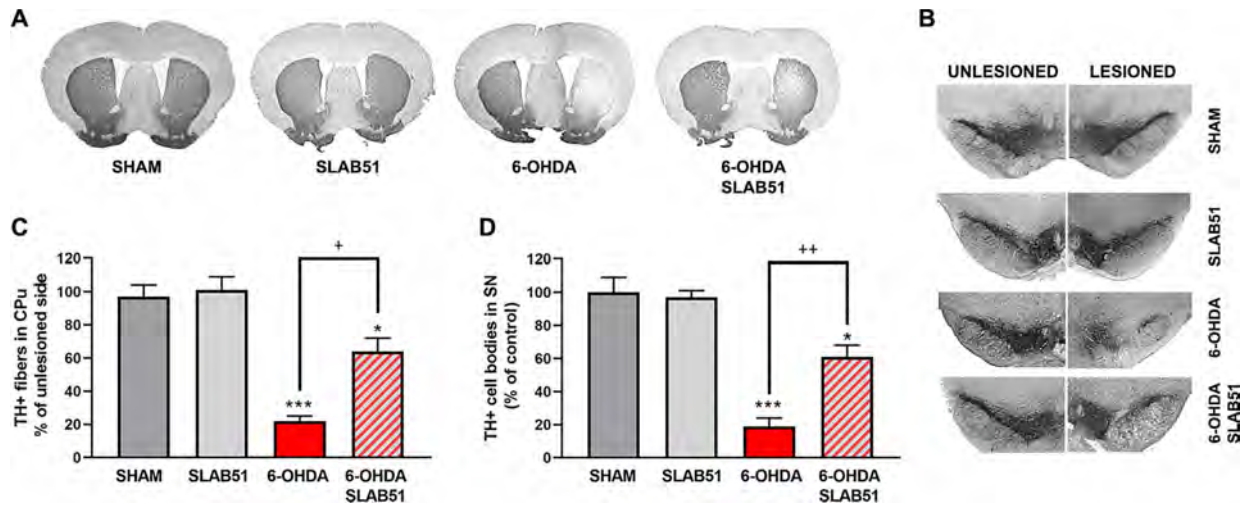 A
SHAM
SLAB51
6-OHDA
6-OHDA
SLAB51
B
UNLESIONED
LESIONED
SHAM
SLAB51
6-OHDA
6-OHDA
SLAB51
C
TH+ fibers in CPu
% of unlesioned side
120
100
80
60
40
20
0
+
***
*
SHAM
SLAB51
6-OHDA
6-OHDA
SLAB51
D
TH+ cell bodies in SN
(% of control)
120
100
80
60
40
20
0
++
***
*
SHAM
SLAB51
6-OHDA
6-OHDA
SLAB51